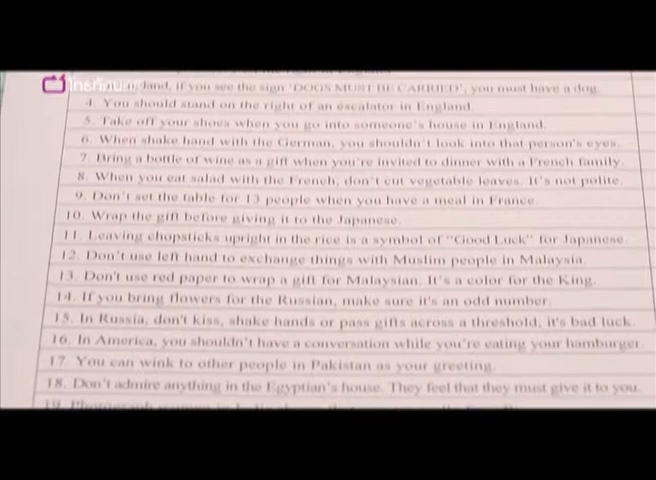 land, if you see the sign 'DOGS MUST BE CARRIED', you must have a dog.
4. You should stand on the right of an escalator in England.
5. Take off your shoes when you go into someone's house in England.
6. When shake hand with the German, you shouldn't look into that person's eyes.
7. Bring a bottle of wine as a gift when you're invited to dinner with a French family.
8. When you eat salad with the French, don't cut vegetable leaves. It's not polite.
9. Don't set the table for 13 people when you have a meal in France.
10. Wrap the gift before giving it to the Japanese.
11. Leaving chopsticks upright in the rice is a symbol of "Good Luck" for Japanese.
12. Don't use left hand to exchange things with Muslim people in Malaysia.
13. Don't use red paper to wrap a gift for Malaysian. It's a color for the King.
14. If you bring flowers for the Russian, make sure it's an odd number.
15. In Russia, don't kiss, shake hands or pass gifts across a threshold, it's bad luck.
16. In America, you shouldn't have a conversation while you're eating your hamburger.
17. You can wink to other people in Pakistan as your greeting.
18. Don't admire anything in the Egyptian's house. They feel that they must give it to you.
19.